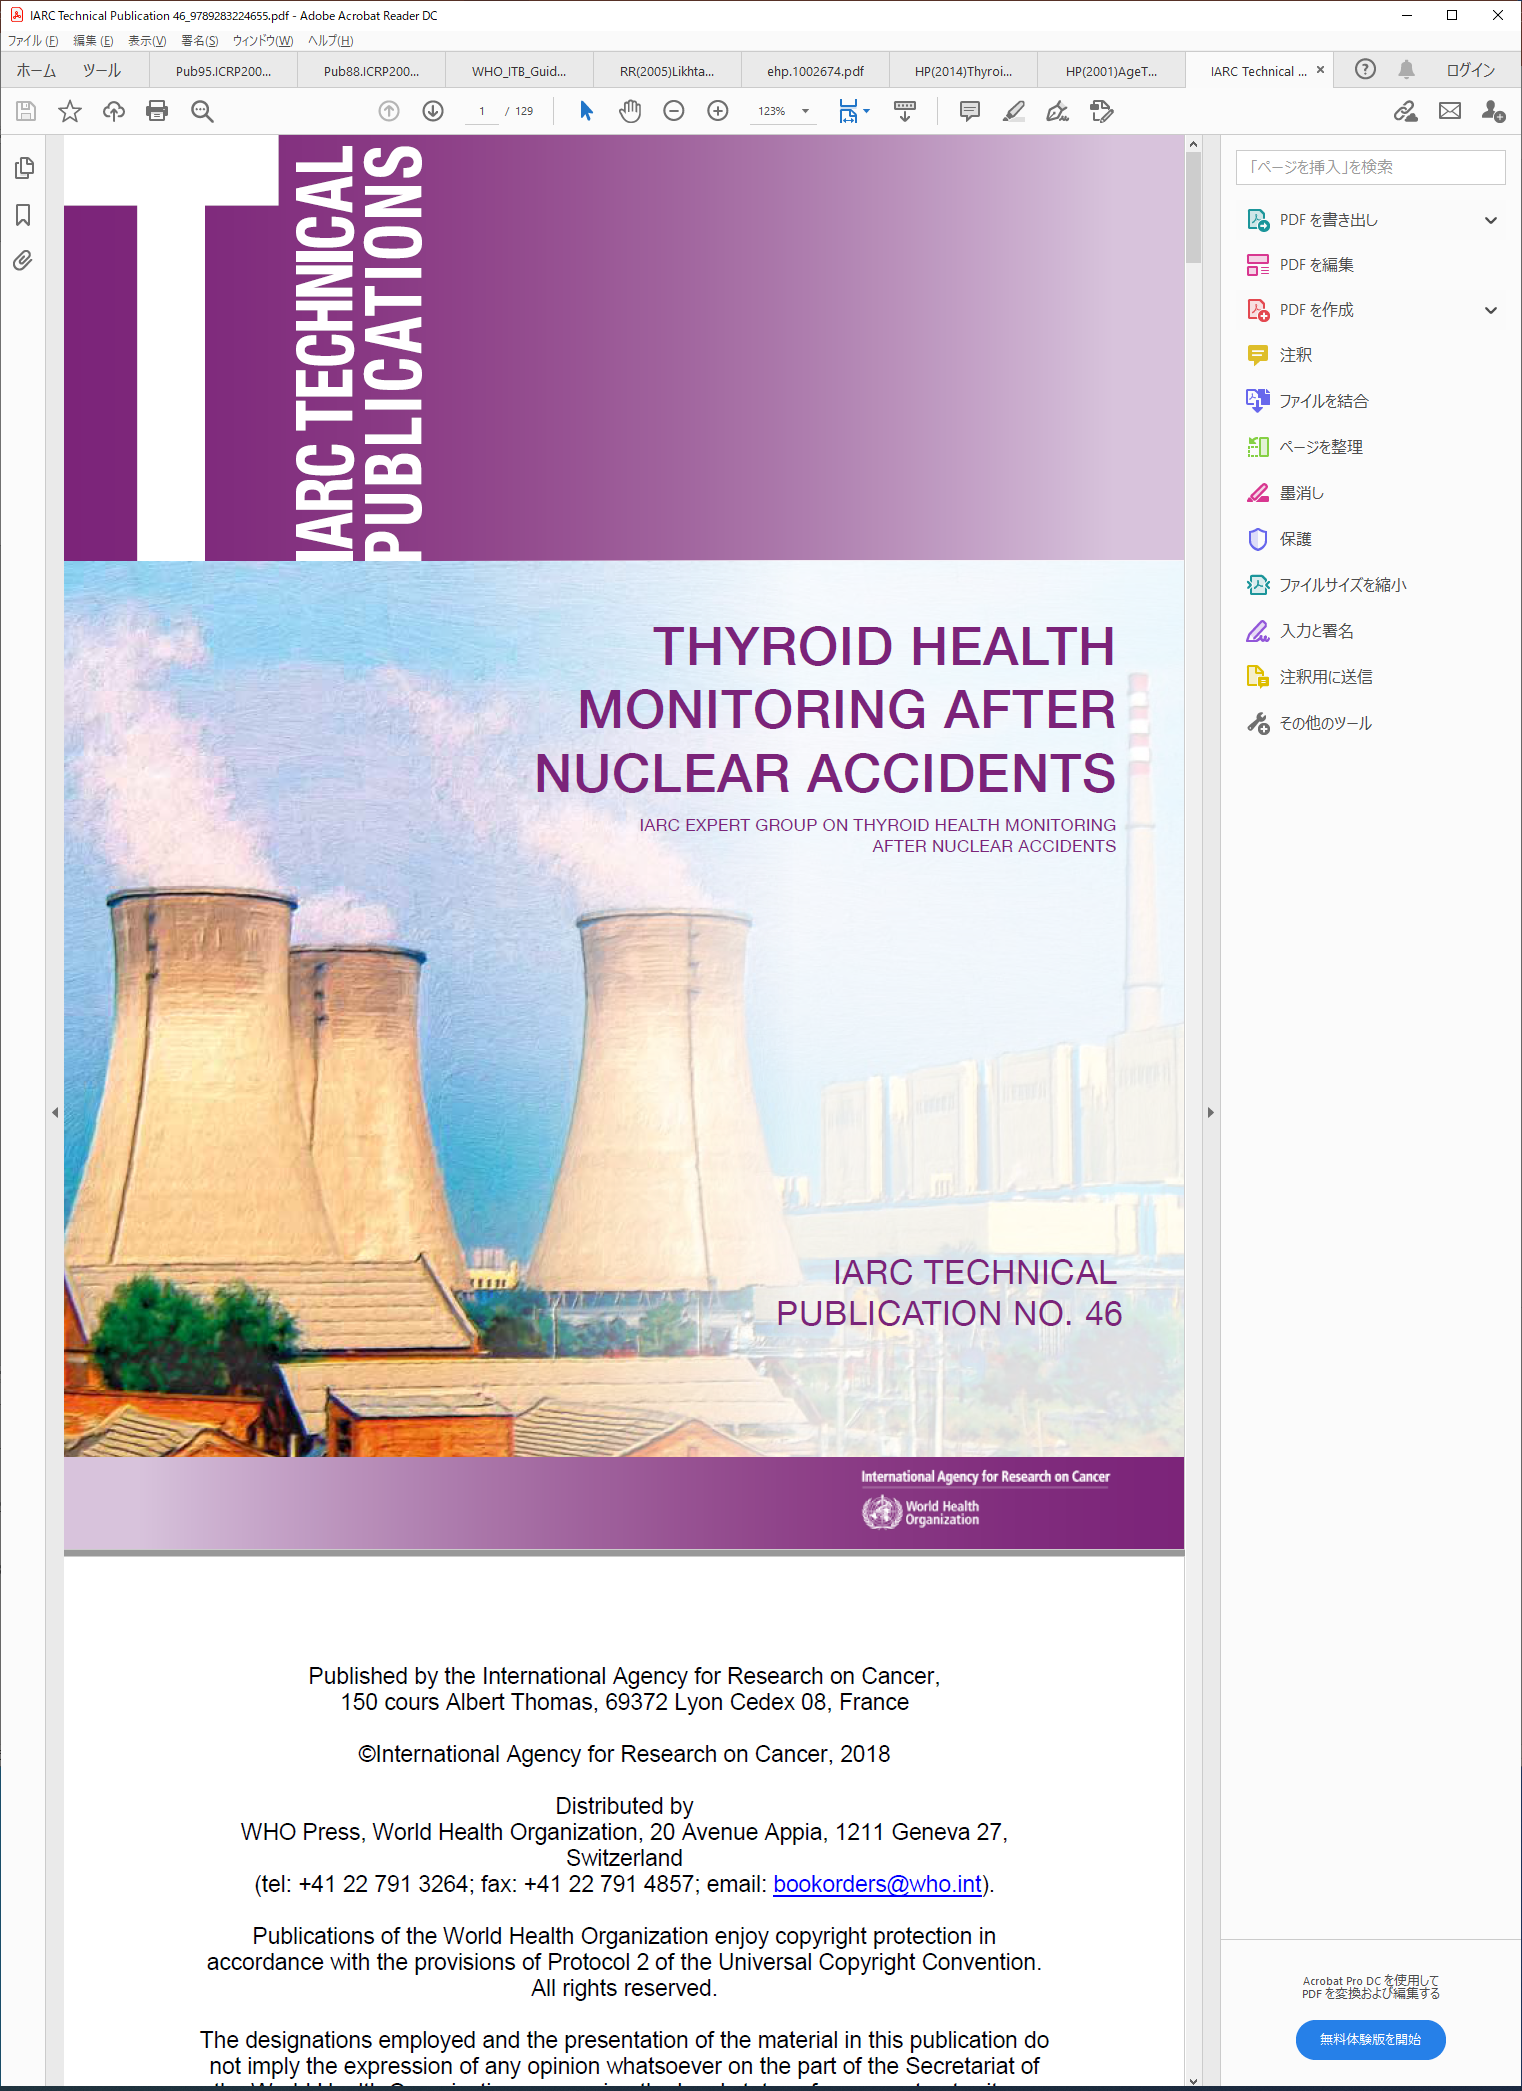 IARC Technical Publication 46_9789283224655.pdf - Adobe Acrobat Reader DC
ファイル (F) 編集 (E) 表示(V) 署名(S) ウィンドウ(W) ヘルプ(H)
ホーム ツール Pub95.ICRP200... Pub88.ICRP200... WHO_ITB_Guid... RR(2005)Likhta... ehp.1002674.pdf HP(2014)Thyroi... HP(2001)AgeT... IARC Technical ... × ログイン
1 / 129 123%
IARC TECHNICAL
PUBLICATIONS
THYROID HEALTH
MONITORING AFTER
NUCLEAR ACCIDENTS
IARC EXPERT GROUP ON THYROID HEALTH MONITORING
AFTER NUCLEAR ACCIDENTS
IARC TECHNICAL
PUBLICATION NO. 46
International Agency for Research on Cancer
World Health
Organization
Published by the International Agency for Research on Cancer,
150 cours Albert Thomas, 69372 Lyon Cedex 08, France
©International Agency for Research on Cancer, 2018
Distributed by
WHO Press, World Health Organization, 20 Avenue Appia, 1211 Geneva 27,
Switzerland
(tel: +41 22 791 3264; fax: +41 22 791 4857; email: bookorders@who.int).
Publications of the World Health Organization enjoy copyright protection in
accordance with the provisions of Protocol 2 of the Universal Copyright Convention.
All rights reserved.
The designations employed and the presentation of the material in this publication do
not imply the expression of any opinion whatsoever on the part of the Secretariat of
「ページを挿入」を検索
PDF を書き出し
PDF を編集
PDF を作成
注釈
ファイルを結合
ページを整理
墨消し
保護
ファイルサイズを縮小
入力と署名
注釈用に送信
その他のツール
Acrobat Pro DC を使用して
PDF を変換および編集する
無料体験版を開始